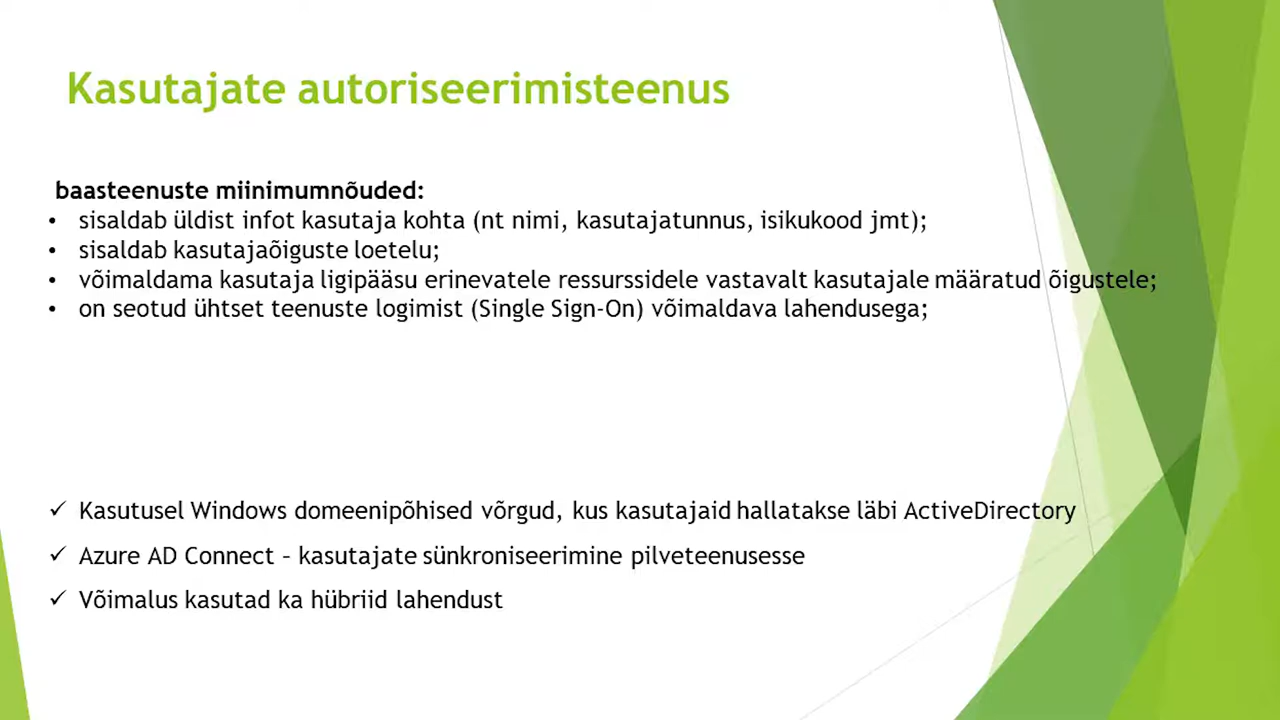 Kasutajate autoriseerimisteenus
baasteenuste miinimumnõuded:
• sisaldab üldist infot kasutaja kohta (nt nimi, kasutajatunnus, isikukood jmt);
• sisaldab kasutajaõiguste loetelu;
• võimaldama kasutaja ligipääsu erinevatele ressurssidele vastavalt kasutajale määratud õigustele;
• on seotud ühtset teenuste logimist (Single Sign-On) võimaldava lahendusega;
✓ Kasutusel Windows domeenipõhised võrgud, kus kasutajaid hallatakse läbi ActiveDirectory
✓ Azure AD Connect – kasutajate sünkroniseerimine pilveteenusesse
✓ Võimalus kasutad ka hübriid lahendust